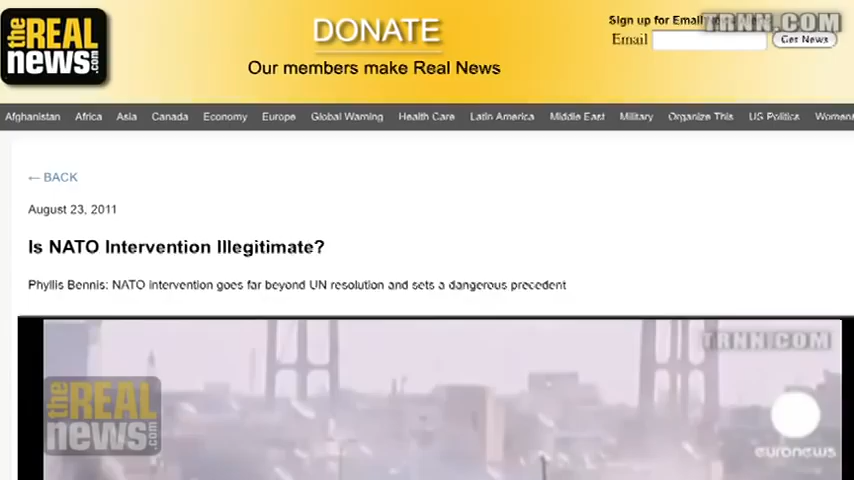 the REAL news.com
DONATE
Our members make Real News
Sign up for Email
TRNN.COM
Email
Get News
Afghanistan Africa Asia Canada Economy Europe Global Warning Health Care Latin America Middle East Military Organize This US Politics Womens
← BACK
August 23, 2011
Is NATO Intervention Illegitimate?
Phyllis Bennis: NATO intervention goes far beyond UN resolution and sets a dangerous precedent
TRNN.COM
the REAL news.com
euronews